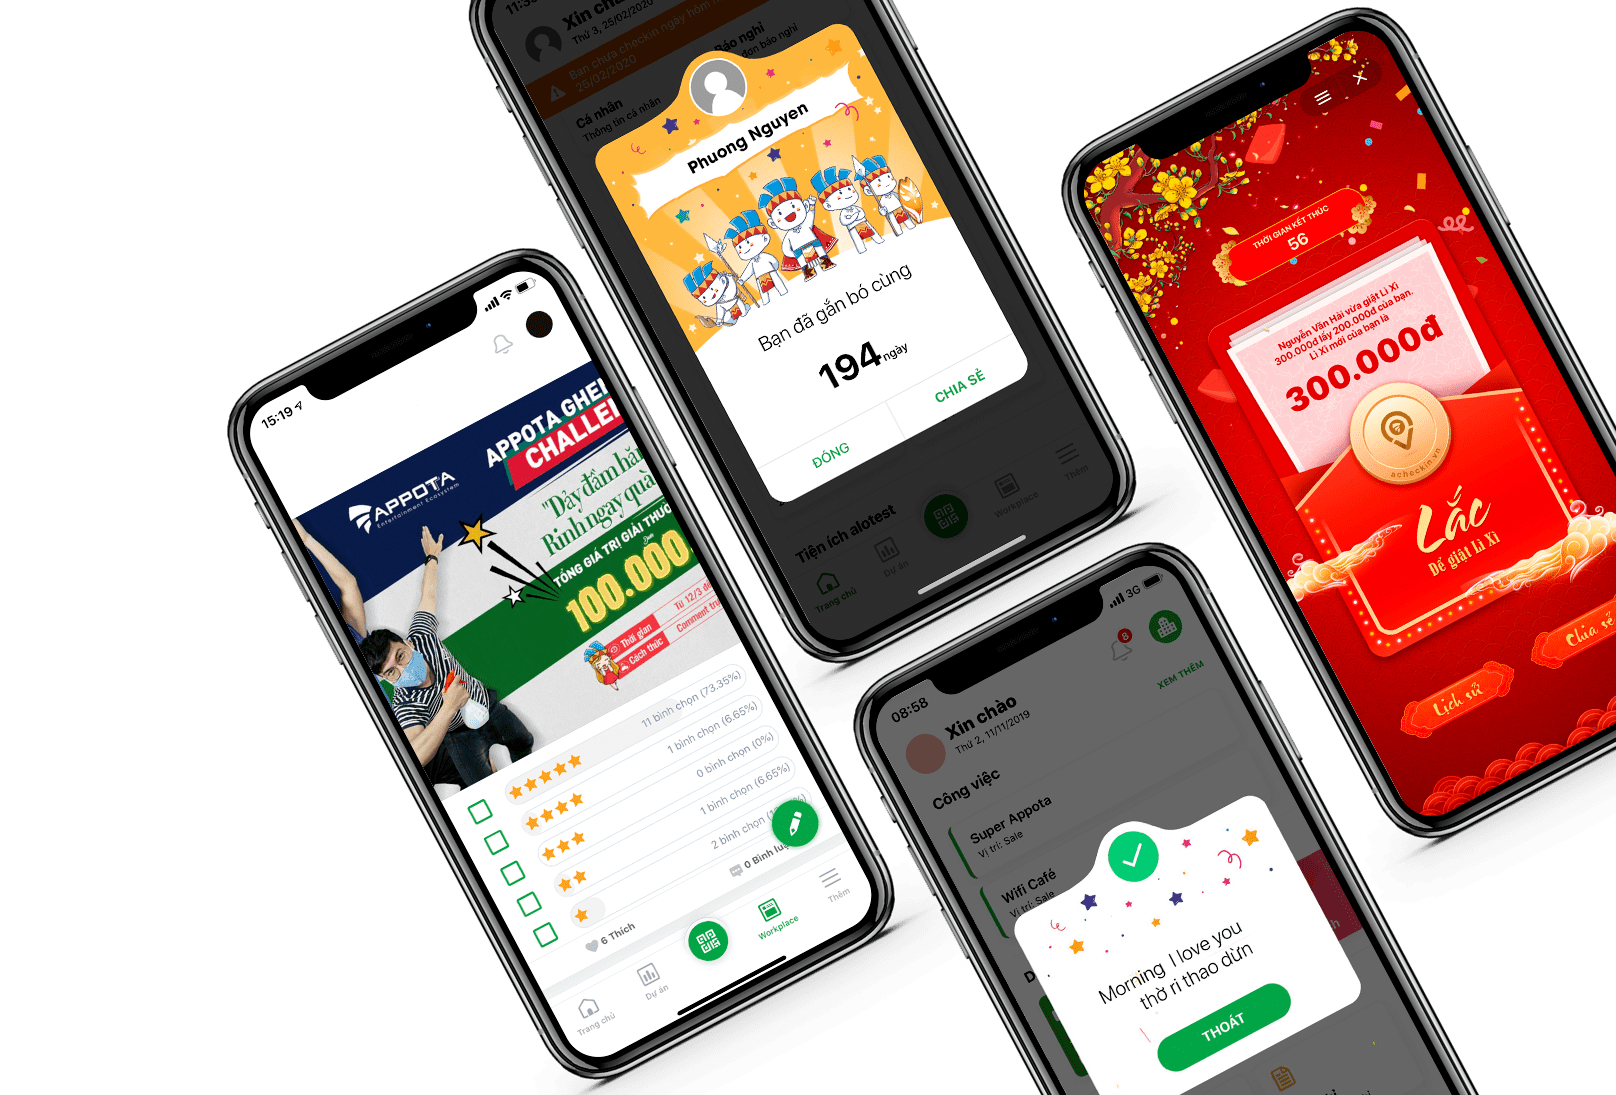 15:19
APPOTA
Entertainment Ecosystem
APPOTA GHEN
CHALLE
"Dảy đầm hăn
Rinh ngay quà
TỔNG GIÁ TRỊ GIẢI THƯỞ
100.000.
Thời gian
Từ 12/3 đế
Cách thức
Comment trự
11 bình chọn (73.35%)
1 bình chọn (6.65%)
0 bình chọn (0%)
1 bình chọn (6.65%)
2 bình chọn
6 Thích
0 Bình lu
Trang chủ
Dự án
Workplace
Thêm
Xin ch
Thứ 3, 25/02/2020
Bạn chưa checkin ngày hôm
25/02/2020
Cá nhân
Thông tin cá nhân
Báo nghỉ
đơn báo nghỉ
Phuong Nguyen
Bạn đã gắn bó cùng
194 ngày
ĐÓNG
CHIA SẺ
Tiện ích alotest
Trang chủ
Dự án
Workplace
Thêm
THỜI GIAN KẾT THÚC
56
Nguyễn Văn Hải vừa giật Lì Xì
300.000đ lấy 200.000đ của bạn.
Lì Xì mới của bạn là
300.000đ
acheckin.vn
Lắc
Để giật Lì Xì
Lịch sử
Chia sẻ
08:58
3G
8
Xin chào
Thứ 2, 11/11/2019
XEM THÊM
Công việc
Super Appota
Vị trí: Sale
Wifi Café
Vị trí: Sale
Morning I love you
thờ ri thao dừn
THOÁT